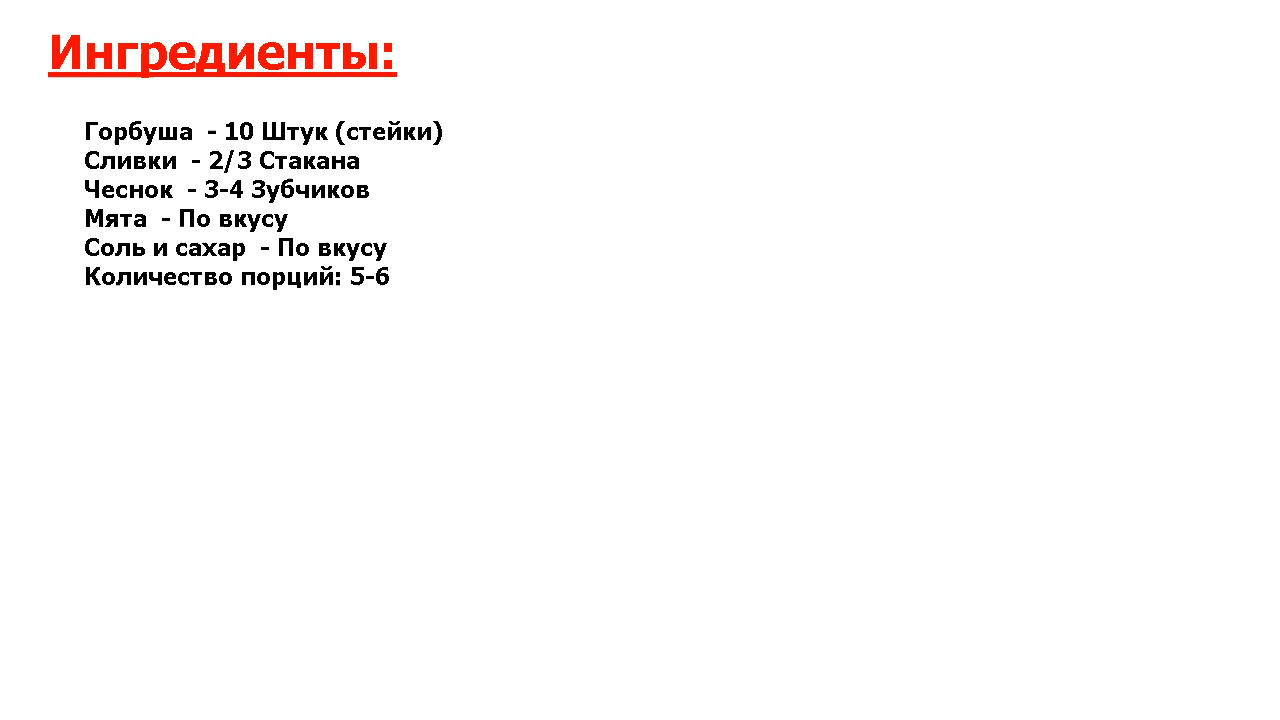 Ингредиенты:
Горбуша  - 10 Штук (стейки)
Сливки  - 2/3 Стакана
Чеснок  - 3-4 Зубчиков
Мята  - По вкусу
Соль и сахар  - По вкусу
Количество порций: 5-6